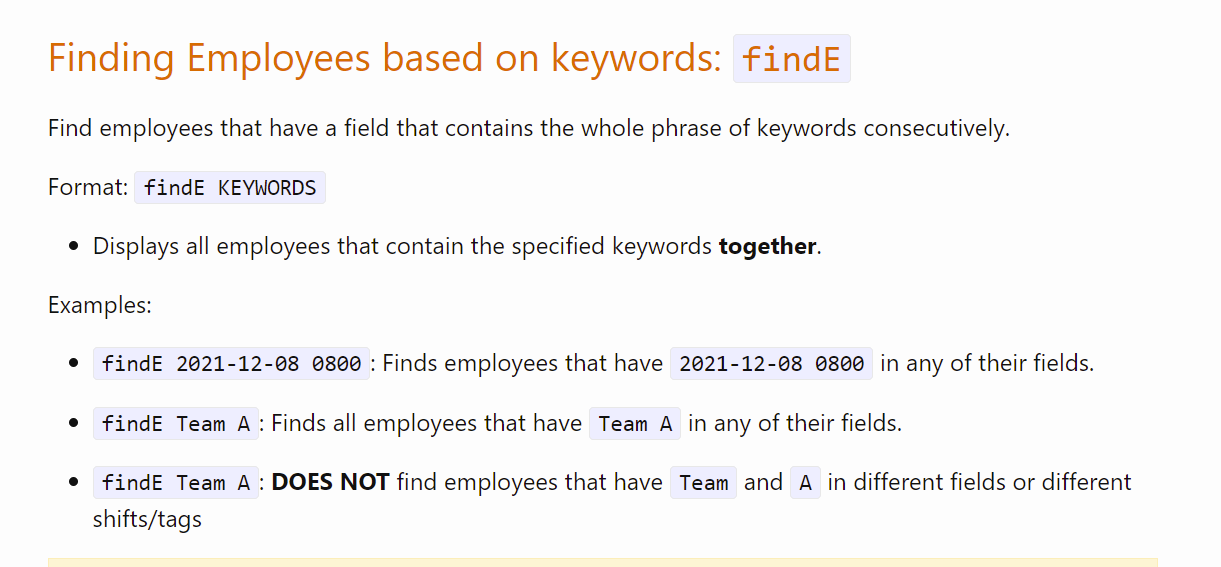 Finding Employees based on keywords: findE
Find employees that have a field that contains the whole phrase of keywords consecutively.
Format: findE KEYWORDS
• Displays all employees that contain the specified keywords together.
Examples:
• findE 2021-12-08 0800: Finds employees that have 2021-12-08 0800 in any of their fields.
• findE Team A: Finds all employees that have Team A in any of their fields.
• findE Team A: DOES NOT find employees that have Team and A in different fields or different
shifts/tags